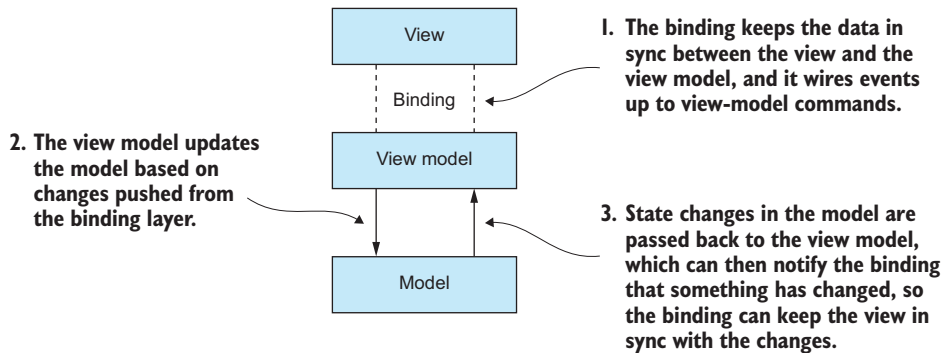 View
1. The binding keeps the data in
sync between the view and the
view model, and it wires events
up to view-model commands.
Binding
2. The view model updates
the model based on
changes pushed from
the binding layer.
View model
3. State changes in the model are
passed back to the view model,
which can then notify the binding
that something has changed, so
the binding can keep the view in
sync with the changes.
Model